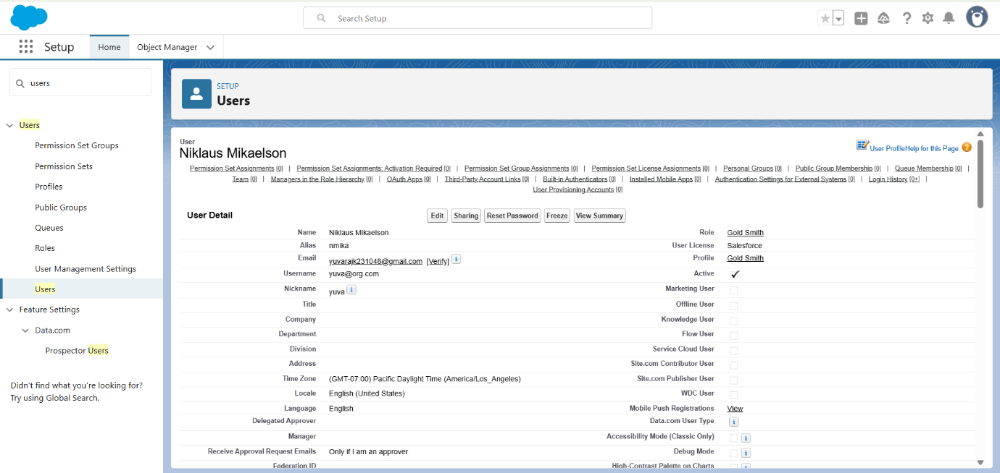 Search Setup
Setup
Home
Object Manager
users
Users
Permission Set Groups
Permission Sets
Profiles
Public Groups
Queues
Roles
User Management Settings
Users
Feature Settings
Data.com
Prospector Users
Didn't find what you're looking for?
Try using Global Search.
SETUP
Users
User
Niklaus Mikaelson
User Profile Help for this Page
Permission Set Assignments [0] | Permission Set Assignments: Activation Required [0] | Permission Set Group Assignments [0] | Permission Set License Assignments [0] | Personal Groups [0] | Public Group Membership [0] | Queue Membership [0] |
Team [0] | Managers in the Role Hierarchy [0] | OAuth Apps [0] | Third-Party Account Links [0] | Built-in Authenticators [0] | Installed Mobile Apps [0] | Authentication Settings for External Systems [0] | Login History [0+] |
User Provisioning Accounts [0]
User Detail
Edit Sharing Reset Password Freeze View Summary
Name Niklaus Mikaelson Role Gold Smith
Alias nmika User License Salesforce
Email yuvarajk231048@gmail.com [Verify] i Profile Gold Smith
Username yuva@org.com Active
Nickname yuva i Marketing User
Title Offline User
Company Knowledge User
Department Flow User
Division Service Cloud User
Address Site.com Contributor User
Time Zone (GMT-07:00) Pacific Daylight Time (America/Los_Angeles) Site.com Publisher User
Locale English (United States) WDC User
Language English Mobile Push Registrations View
Delegated Approver Data.com User Type i
Manager Accessibility Mode (Classic Only) i
Receive Approval Request Emails Only if I am an approver Debug Mode i
Federation ID High-Contrast Palette on Charts i